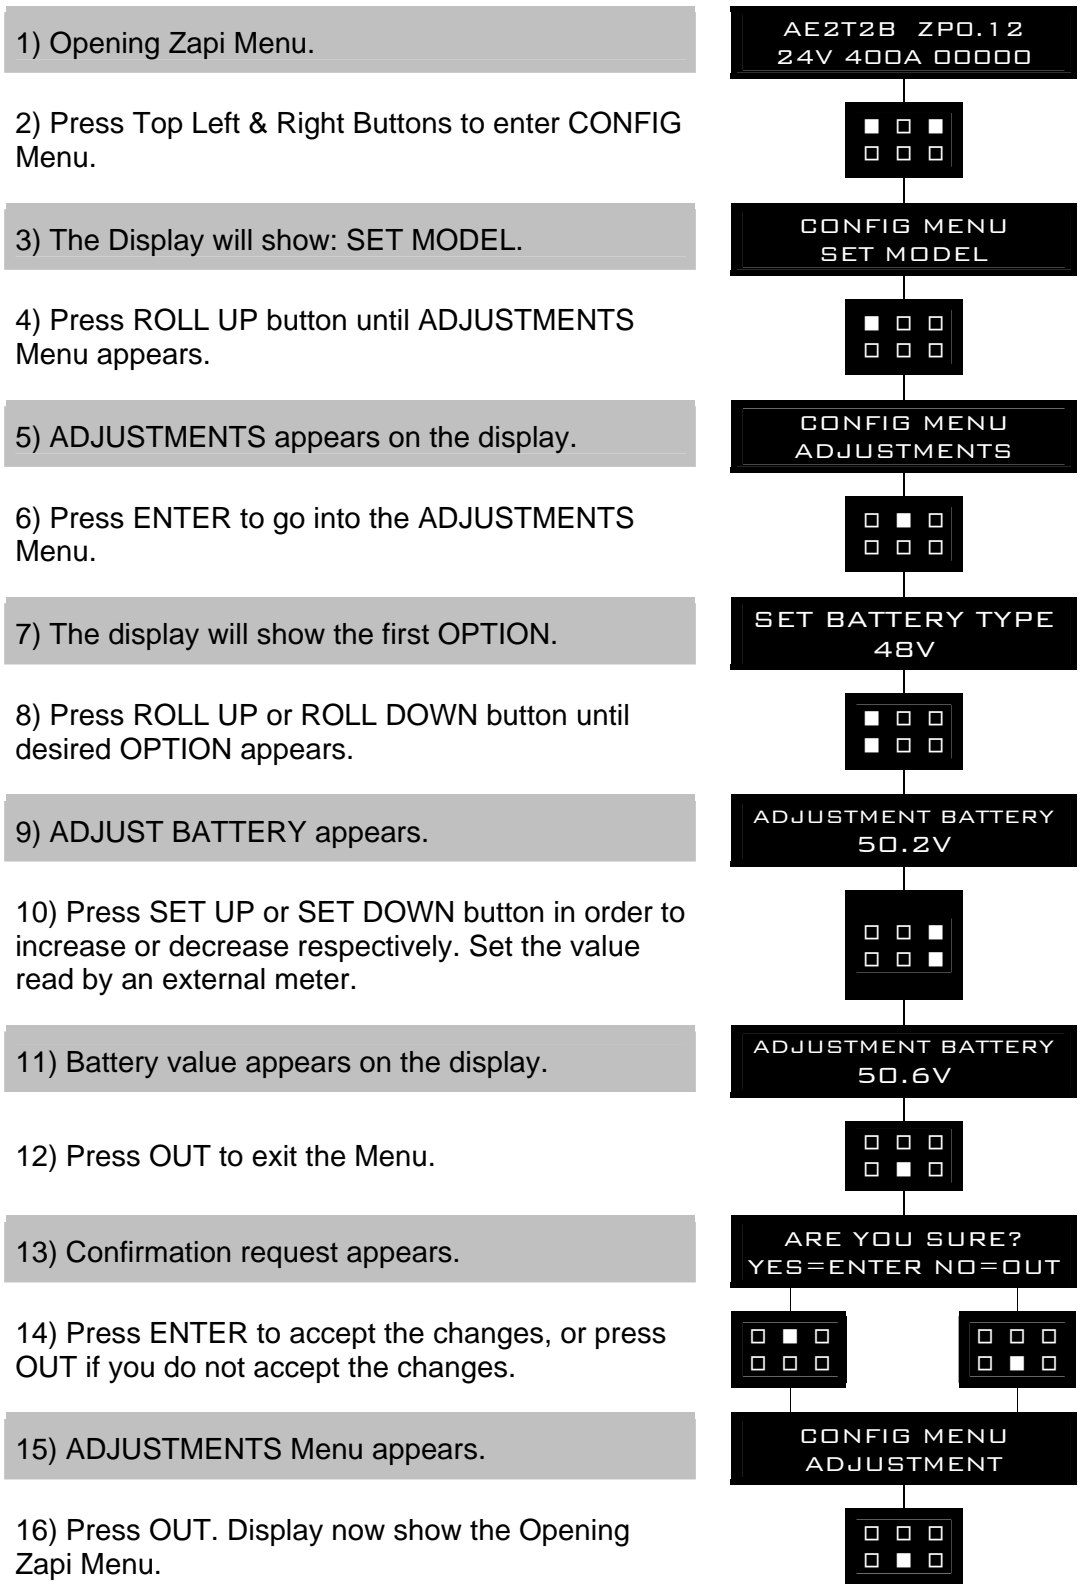 1) Opening Zapi Menu.
AE2T2B ZP0.12
24V 400A 00000
2) Press Top Left & Right Buttons to enter CONFIG
Menu.
3) The Display will show: SET MODEL.
CONFIG MENU
SET MODEL
4) Press ROLL UP button until ADJUSTMENTS
Menu appears.
5) ADJUSTMENTS appears on the display.
CONFIG MENU
ADJUSTMENTS
6) Press ENTER to go into the ADJUSTMENTS
Menu.
7) The display will show the first OPTION.
SET BATTERY TYPE
48V
8) Press ROLL UP or ROLL DOWN button until
desired OPTION appears.
9) ADJUST BATTERY appears.
ADJUSTMENT BATTERY
50.2V
10) Press SET UP or SET DOWN button in order to
increase or decrease respectively. Set the value
read by an external meter.
11) Battery value appears on the display.
ADJUSTMENT BATTERY
50.6V
12) Press OUT to exit the Menu.
13) Confirmation request appears.
ARE YOU SURE?
YES=ENTER NO=OUT
14) Press ENTER to accept the changes, or press
OUT if you do not accept the changes.
15) ADJUSTMENTS Menu appears.
CONFIG MENU
ADJUSTMENT
16) Press OUT. Display now show the Opening
Zapi Menu.